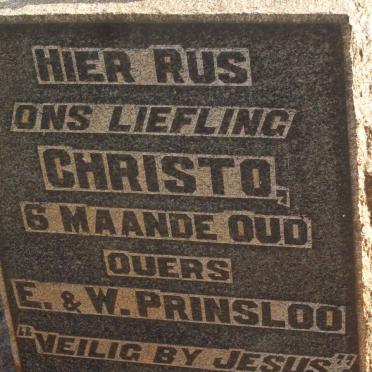 HIER RUS
ONS LIEFLING
CHRISTO,
6 MAANDE OUD
OUERS
E. & W. PRINSLOO
"VEILIG BY JESUS"